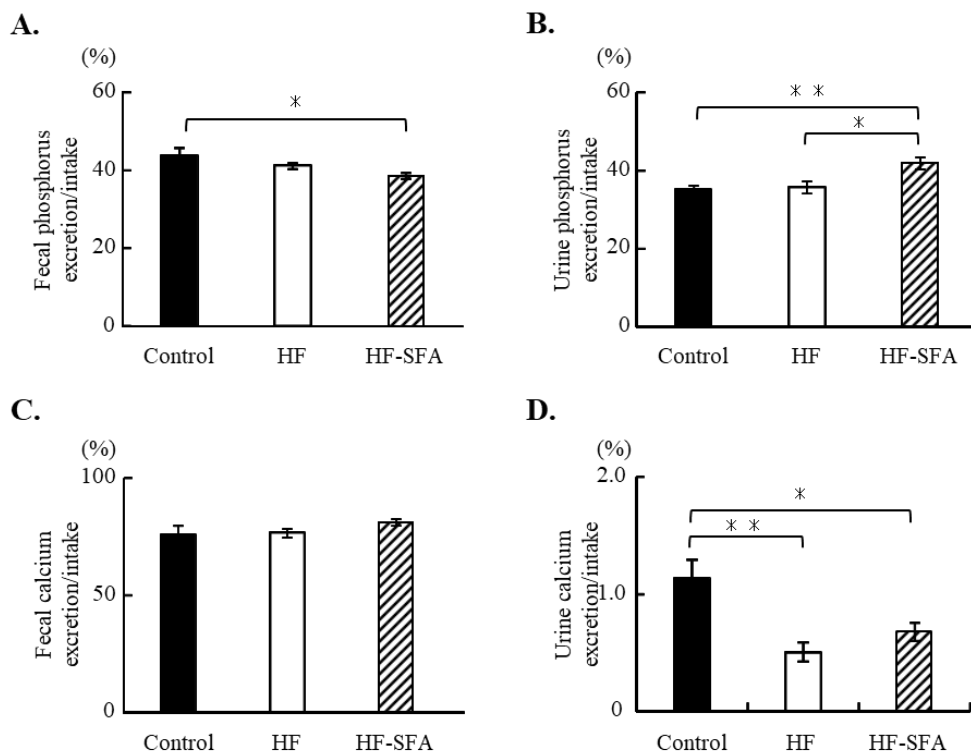 A.
(%)
Fecal phosphorus
excretion/intake
60
40
20
0
*
Control HF HF-SFA
B.
(%)
Urine phosphorus
excretion/intake
60
40
20
0
* *
*
Control HF HF-SFA
C.
(%)
Fecal calcium
excretion/intake
100
50
0
Control HF HF-SFA
D.
(%)
Urine calcium
excretion/intake
2.0
1.0
0
*
* *
Control HF HF-SFA